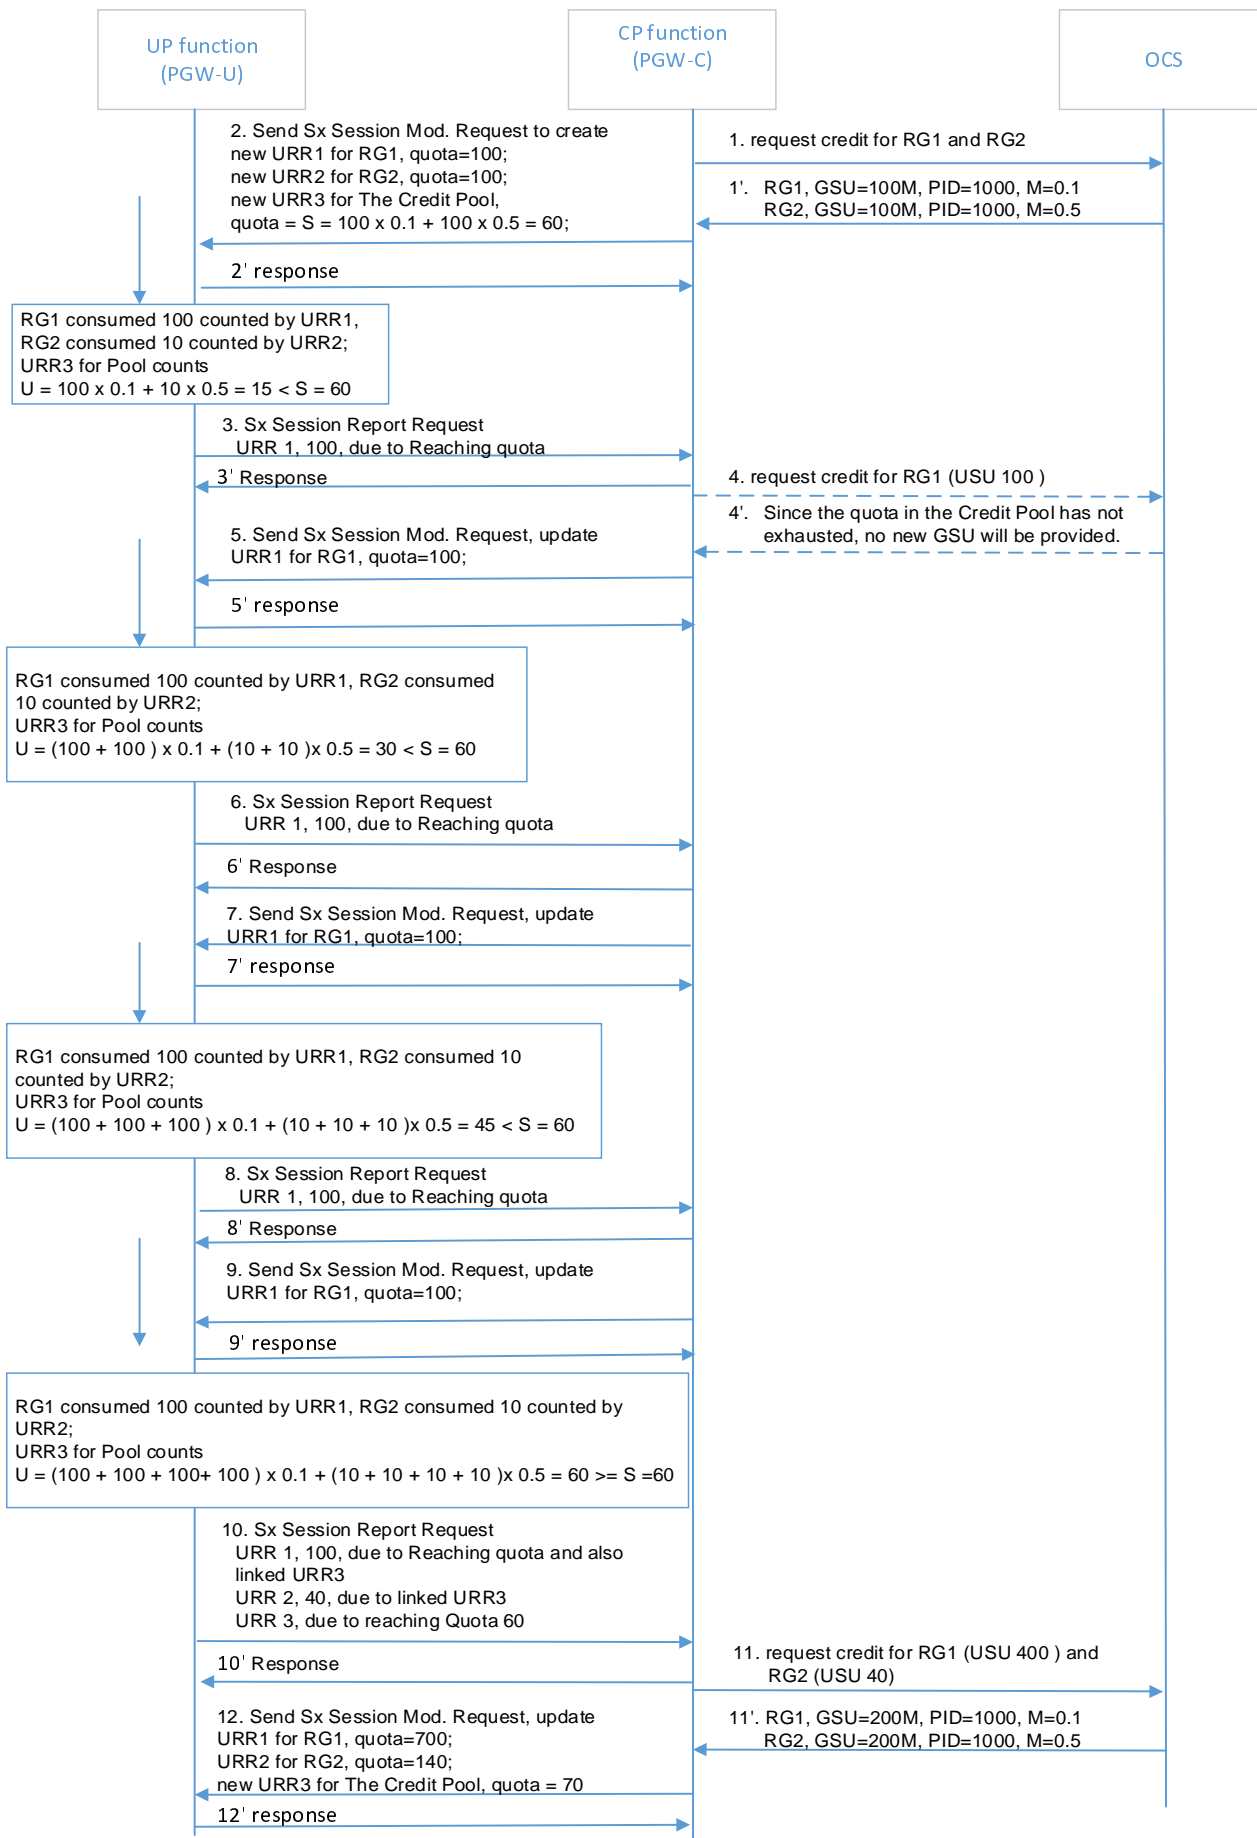 UP function
(PGW-U)
CP function
(PGW-C)
OCS
2. Send Sx Session Mod. Request to create
new URR1 for RG1, quota=100;
new URR2 for RG2, quota=100;
new URR3 for The Credit Pool,
quota = S = 100 x 0.1 + 100 x 0.5 = 60;
1. request credit for RG1 and RG2
1'. RG1, GSU=100M, PID=1000, M=0.1
RG2, GSU=100M, PID=1000, M=0.5
2' response
RG1 consumed 100 counted by URR1,
RG2 consumed 10 counted by URR2;
URR3 for Pool counts
U = 100 x 0.1 + 10 x 0.5 = 15 < S = 60
3. Sx Session Report Request
URR 1, 100, due to Reaching quota
3' Response
4. request credit for RG1 (USU 100 )
4'. Since the quota in the Credit Pool has not
exhausted, no new GSU will be provided.
5. Send Sx Session Mod. Request, update
URR1 for RG1, quota=100;
5' response
RG1 consumed 100 counted by URR1, RG2 consumed
10 counted by URR2;
URR3 for Pool counts
U = (100 + 100 ) x 0.1 + (10 + 10 )x 0.5 = 30 < S = 60
6. Sx Session Report Request
URR 1, 100, due to Reaching quota
6' Response
7. Send Sx Session Mod. Request, update
URR1 for RG1, quota=100;
7' response
RG1 consumed 100 counted by URR1, RG2 consumed 10
counted by URR2;
URR3 for Pool counts
U = (100 + 100 + 100 ) x 0.1 + (10 + 10 + 10 )x 0.5 = 45 < S = 60
8. Sx Session Report Request
URR 1, 100, due to Reaching quota
8' Response
9. Send Sx Session Mod. Request, update
URR1 for RG1, quota=100;
9' response
RG1 consumed 100 counted by URR1, RG2 consumed 10 counted by
URR2;
URR3 for Pool counts
U = (100 + 100 + 100+ 100 ) x 0.1 + (10 + 10 + 10 + 10 )x 0.5 = 60 >= S =60
10. Sx Session Report Request
URR 1, 100, due to Reaching quota and also
linked URR3
URR 2, 40, due to linked URR3
URR 3, due to reaching Quota 60
10' Response
11. request credit for RG1 (USU 400 ) and
RG2 (USU 40)
12. Send Sx Session Mod. Request, update
URR1 for RG1, quota=700;
URR2 for RG2, quota=140;
new URR3 for The Credit Pool, quota = 70
11'. RG1, GSU=200M, PID=1000, M=0.1
RG2, GSU=200M, PID=1000, M=0.5
12' response